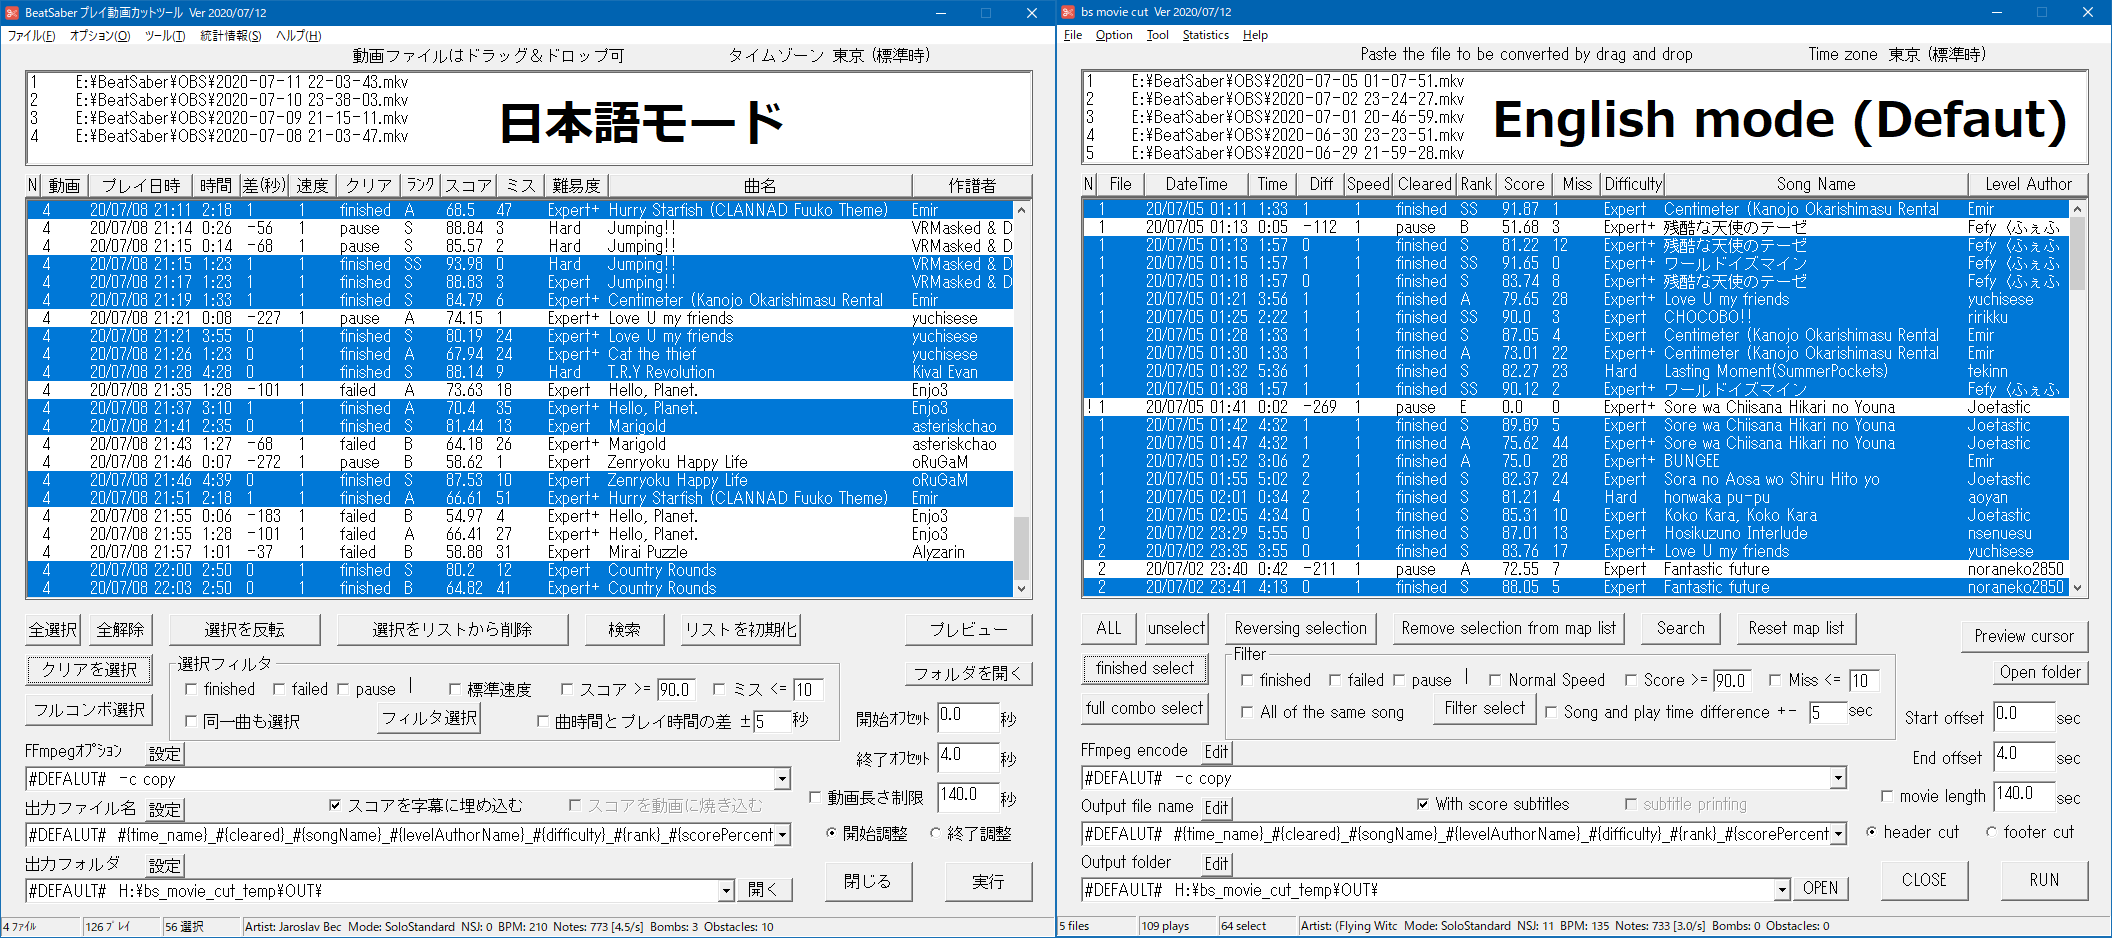 BeatSaber プレイ動画カットツール Ver 2020/07/12
ファイル(F) オプション(O) ツール(T) 統計情報(S) ヘルプ(H)
動画ファイルはドラッグ＆ドロップ可 タイムゾーン 東京 (標準時)
1 E:¥BeatSaber¥OBS¥2020-07-11 22-03-43.mkv
2 E:¥BeatSaber¥OBS¥2020-07-10 23-38-03.mkv
3 E:¥BeatSaber¥OBS¥2020-07-09 21-15-11.mkv
4 E:¥BeatSaber¥OBS¥2020-07-08 21-03-47.mkv
日本語モード
N 動画 プレイ日時 時間 差(秒) 速度 クリア ﾗﾝｸ スコア ミス 難易度 曲名 作譜者
4 20/07/08 21:11 2:18 1 1 finished A 68.5 47 Expert+ Hurry Starfish (CLANNAD Fuuko Theme) Emir
4 20/07/08 21:14 0:26 -56 1 pause S 88.84 3 Hard Jumping!! VRMasked & D
4 20/07/08 21:15 0:14 -68 1 pause S 85.57 2 Hard Jumping!! VRMasked & D
4 20/07/08 21:15 1:23 1 1 finished SS 93.98 0 Hard Jumping!! VRMasked & D
4 20/07/08 21:17 1:23 1 1 finished S 88.83 3 Expert Jumping!! VRMasked & D
4 20/07/08 21:19 1:33 1 1 finished S 84.79 6 Expert+ Centimeter (Kanojo Okarishimasu Rental Emir
4 20/07/08 21:21 0:08 -227 1 pause A 74.15 1 Expert+ Love U my friends yuchisese
4 20/07/08 21:21 3:55 0 1 finished S 80.19 24 Expert+ Love U my friends yuchisese
4 20/07/08 21:26 1:23 0 1 finished A 67.94 24 Expert+ Cat the thief yuchisese
4 20/07/08 21:28 4:28 0 1 finished S 88.14 9 Hard T.R.Y Revolution Kival Evan
4 20/07/08 21:35 1:28 -101 1 failed A 73.63 18 Expert Hello, Planet. Enjo3
4 20/07/08 21:37 3:10 1 1 finished A 70.4 35 Expert+ Hello, Planet. Enjo3
4 20/07/08 21:41 2:35 0 1 finished S 81.44 13 Expert Marigold asteriskchao
4 20/07/08 21:43 1:27 -68 1 failed B 64.18 26 Expert+ Marigold asteriskchao
4 20/07/08 21:46 0:07 -272 1 pause B 58.62 1 Expert Zenryoku Happy Life oRuGaM
4 20/07/08 21:46 4:39 0 1 finished S 87.53 10 Expert Zenryoku Happy Life oRuGaM
4 20/07/08 21:51 2:18 1 1 finished A 66.61 51 Expert+ Hurry Starfish (CLANNAD Fuuko Theme) Emir
4 20/07/08 21:55 0:06 -183 1 failed B 54.97 4 Expert+ Hello, Planet. Enjo3
4 20/07/08 21:55 1:28 -101 1 failed A 66.41 27 Expert+ Hello, Planet. Enjo3
4 20/07/08 21:57 1:01 -37 1 failed B 58.88 31 Expert Mirai Puzzle Alyzarin
4 20/07/08 22:00 2:50 0 1 finished S 80.2 12 Expert Country Rounds
4 20/07/08 22:03 2:50 0 1 finished B 64.82 41 Expert+ Country Rounds
全選択 全解除 選択を反転 選択をリストから削除 検索 リストを初期化 プレビュー
クリアを選択 選択フィルタ フォルダを開く
finished failed pause | 標準速度 スコア >= 90.0 ミス <= 10
フルコンボ選択 同一曲も選択 フィルタ選択 曲時間とプレイ時間の差 ± 5 秒 開始ｵﾌｾｯﾄ 0.0 秒
FFmpegｵﾌﾟｼｮﾝ 設定 終了ｵﾌｾｯﾄ 4.0 秒
#DEFALUT# -c copy
出力ファイル名 設定 スコアを字幕に埋め込む スコアを動画に焼き込む 動画長さ制限 140.0 秒
#DEFALUT# #{time_name}_#{cleared}_#{songName}_#{levelAuthorName}_#{difficulty}_#{rank}_#{scorePercent 開始調整 終了調整
出力フォルダ 設定
#DEFAULT# H:¥bs_movie_cut_temp¥OUT¥ 開く 閉じる 実行
4 ﾌｧｲﾙ 126 ﾌﾟﾚｲ 56 選択 Artist: Jaroslav Bec Mode: SoloStandard NSJ: 0 BPM: 210 Notes: 773 [4.5/s] Bombs: 3 Obstacles: 10
bs movie cut Ver 2020/07/12
File Option Tool Statistics Help
Paste the file to be converted by drag and drop Time zone 東京 (標準時)
1 E:¥BeatSaber¥OBS¥2020-07-05 01-07-51.mkv
2 E:¥BeatSaber¥OBS¥2020-07-02 23-24-27.mkv
3 E:¥BeatSaber¥OBS¥2020-07-01 20-46-59.mkv
4 E:¥BeatSaber¥OBS¥2020-06-30 23-23-51.mkv
5 E:¥BeatSaber¥OBS¥2020-06-29 21-59-28.mkv
English mode (Defaut)
N File DateTime Time Diff Speed Cleared Rank Score Miss Difficulty Song Name Level Author
1 20/07/05 01:11 1:33 1 1 finished SS 91.87 1 Expert Centimeter (Kanojo Okarishimasu Rental Emir
1 20/07/05 01:13 0:05 -112 1 pause B 51.68 3 Expert+ 残酷な天使のテーゼ Fefy〈ふぇふ
1 20/07/05 01:13 1:57 0 1 finished S 81.22 12 Expert+ 残酷な天使のテーゼ Fefy〈ふぇふ
1 20/07/05 01:15 1:57 1 1 finished SS 91.65 0 Expert+ ワールドイズマイン Fefy〈ふぇふ
1 20/07/05 01:18 1:57 0 1 finished S 83.74 8 Expert+ 残酷な天使のテーゼ Fefy〈ふぇふ
1 20/07/05 01:21 3:56 1 1 finished A 79.65 28 Expert+ Love U my friends yuchisese
1 20/07/05 01:25 2:22 1 1 finished SS 90.0 3 Expert CHOCOBO!! ririkku
1 20/07/05 01:28 1:33 1 1 finished S 87.05 4 Expert Centimeter (Kanojo Okarishimasu Rental Emir
1 20/07/05 01:30 1:33 1 1 finished A 73.01 22 Expert+ Centimeter (Kanojo Okarishimasu Rental Emir
1 20/07/05 01:32 5:36 1 1 finished S 82.27 23 Hard Lasting Moment(SummerPockets) tekinn
1 20/07/05 01:38 1:57 1 1 finished SS 90.12 2 Expert+ ワールドイズマイン Fefy〈ふぇふ
! 1 20/07/05 01:41 0:02 -269 1 pause E 0.0 0 Expert+ Sore wa Chiisana Hikari no Youna Joetastic
1 20/07/05 01:42 4:32 1 1 finished S 89.89 5 Expert Sore wa Chiisana Hikari no Youna Joetastic
1 20/07/05 01:47 4:32 1 1 finished A 75.62 44 Expert+ Sore wa Chiisana Hikari no Youna Joetastic
1 20/07/05 01:52 3:06 2 1 finished A 75.0 28 Expert+ BUNGEE Emir
1 20/07/05 01:55 5:02 2 1 finished S 82.37 24 Expert Sora no Aosa wo Shiru Hito yo Joetastic
1 20/07/05 02:01 0:34 2 1 finished S 81.21 4 Hard honwaka pu-pu aoyan
1 20/07/05 02:05 4:34 0 1 finished S 85.31 10 Expert Koko Kara, Koko Kara Joetastic
2 20/07/02 23:29 5:55 0 1 finished S 87.01 13 Expert Hosikuzuno Interlude nsenuesu
2 20/07/02 23:35 3:55 0 1 finished S 83.76 17 Expert+ Love U my friends yuchisese
2 20/07/02 23:40 0:42 -211 1 pause A 72.55 7 Expert Fantastic future noraneko2850
2 20/07/02 23:41 4:13 0 1 finished S 88.05 5 Expert Fantastic future noraneko2850
ALL unselect Reversing selection Remove selection from map list Search Reset map list Preview cursor
finished select Filter Open folder
finished failed pause | Normal Speed Score >= 90.0 Miss <= 10
full combo select All of the same song Filter select Song and play time difference +- 5 sec Start offset 0.0 sec
FFmpeg encode Edit End offset 4.0 sec
#DEFALUT# -c copy
Output file name Edit With score subtitles subtitle printing movie length 140.0 sec
#DEFALUT# #{time_name}_#{cleared}_#{songName}_#{levelAuthorName}_#{difficulty}_#{rank}_#{scorePercent header cut footer cut
Output folder Edit
#DEFAULT# H:¥bs_movie_cut_temp¥OUT¥ OPEN CLOSE RUN
5 files 109 plays 64 select Artist: (Flying Witc Mode: SoloStandard NSJ: 11 BPM: 135 Notes: 733 [3.0/s] Bombs: 0 Obstacles: 0